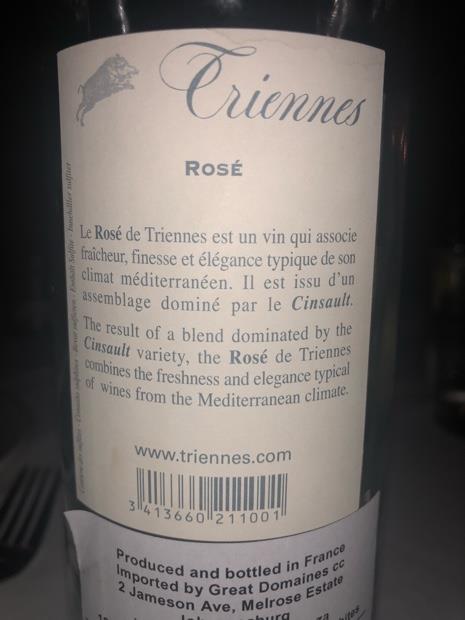 Triennes
ROSÉ
Le Rosé de Triennes est un vin qui associe
fraîcheur, finesse et élégance typique de son
climat méditerranéen. Il est issu d'un
assemblage dominé par le Cinsault.
The result of a blend dominated by the
Cinsault variety, the Rosé de Triennes
combines the freshness and elegance typical
of wines from the Mediterranean climate.
www.triennes.com
3 413660 211001
Produced and bottled in France
Imported by Great Domaines cc
2 Jameson Ave, Melrose Estate